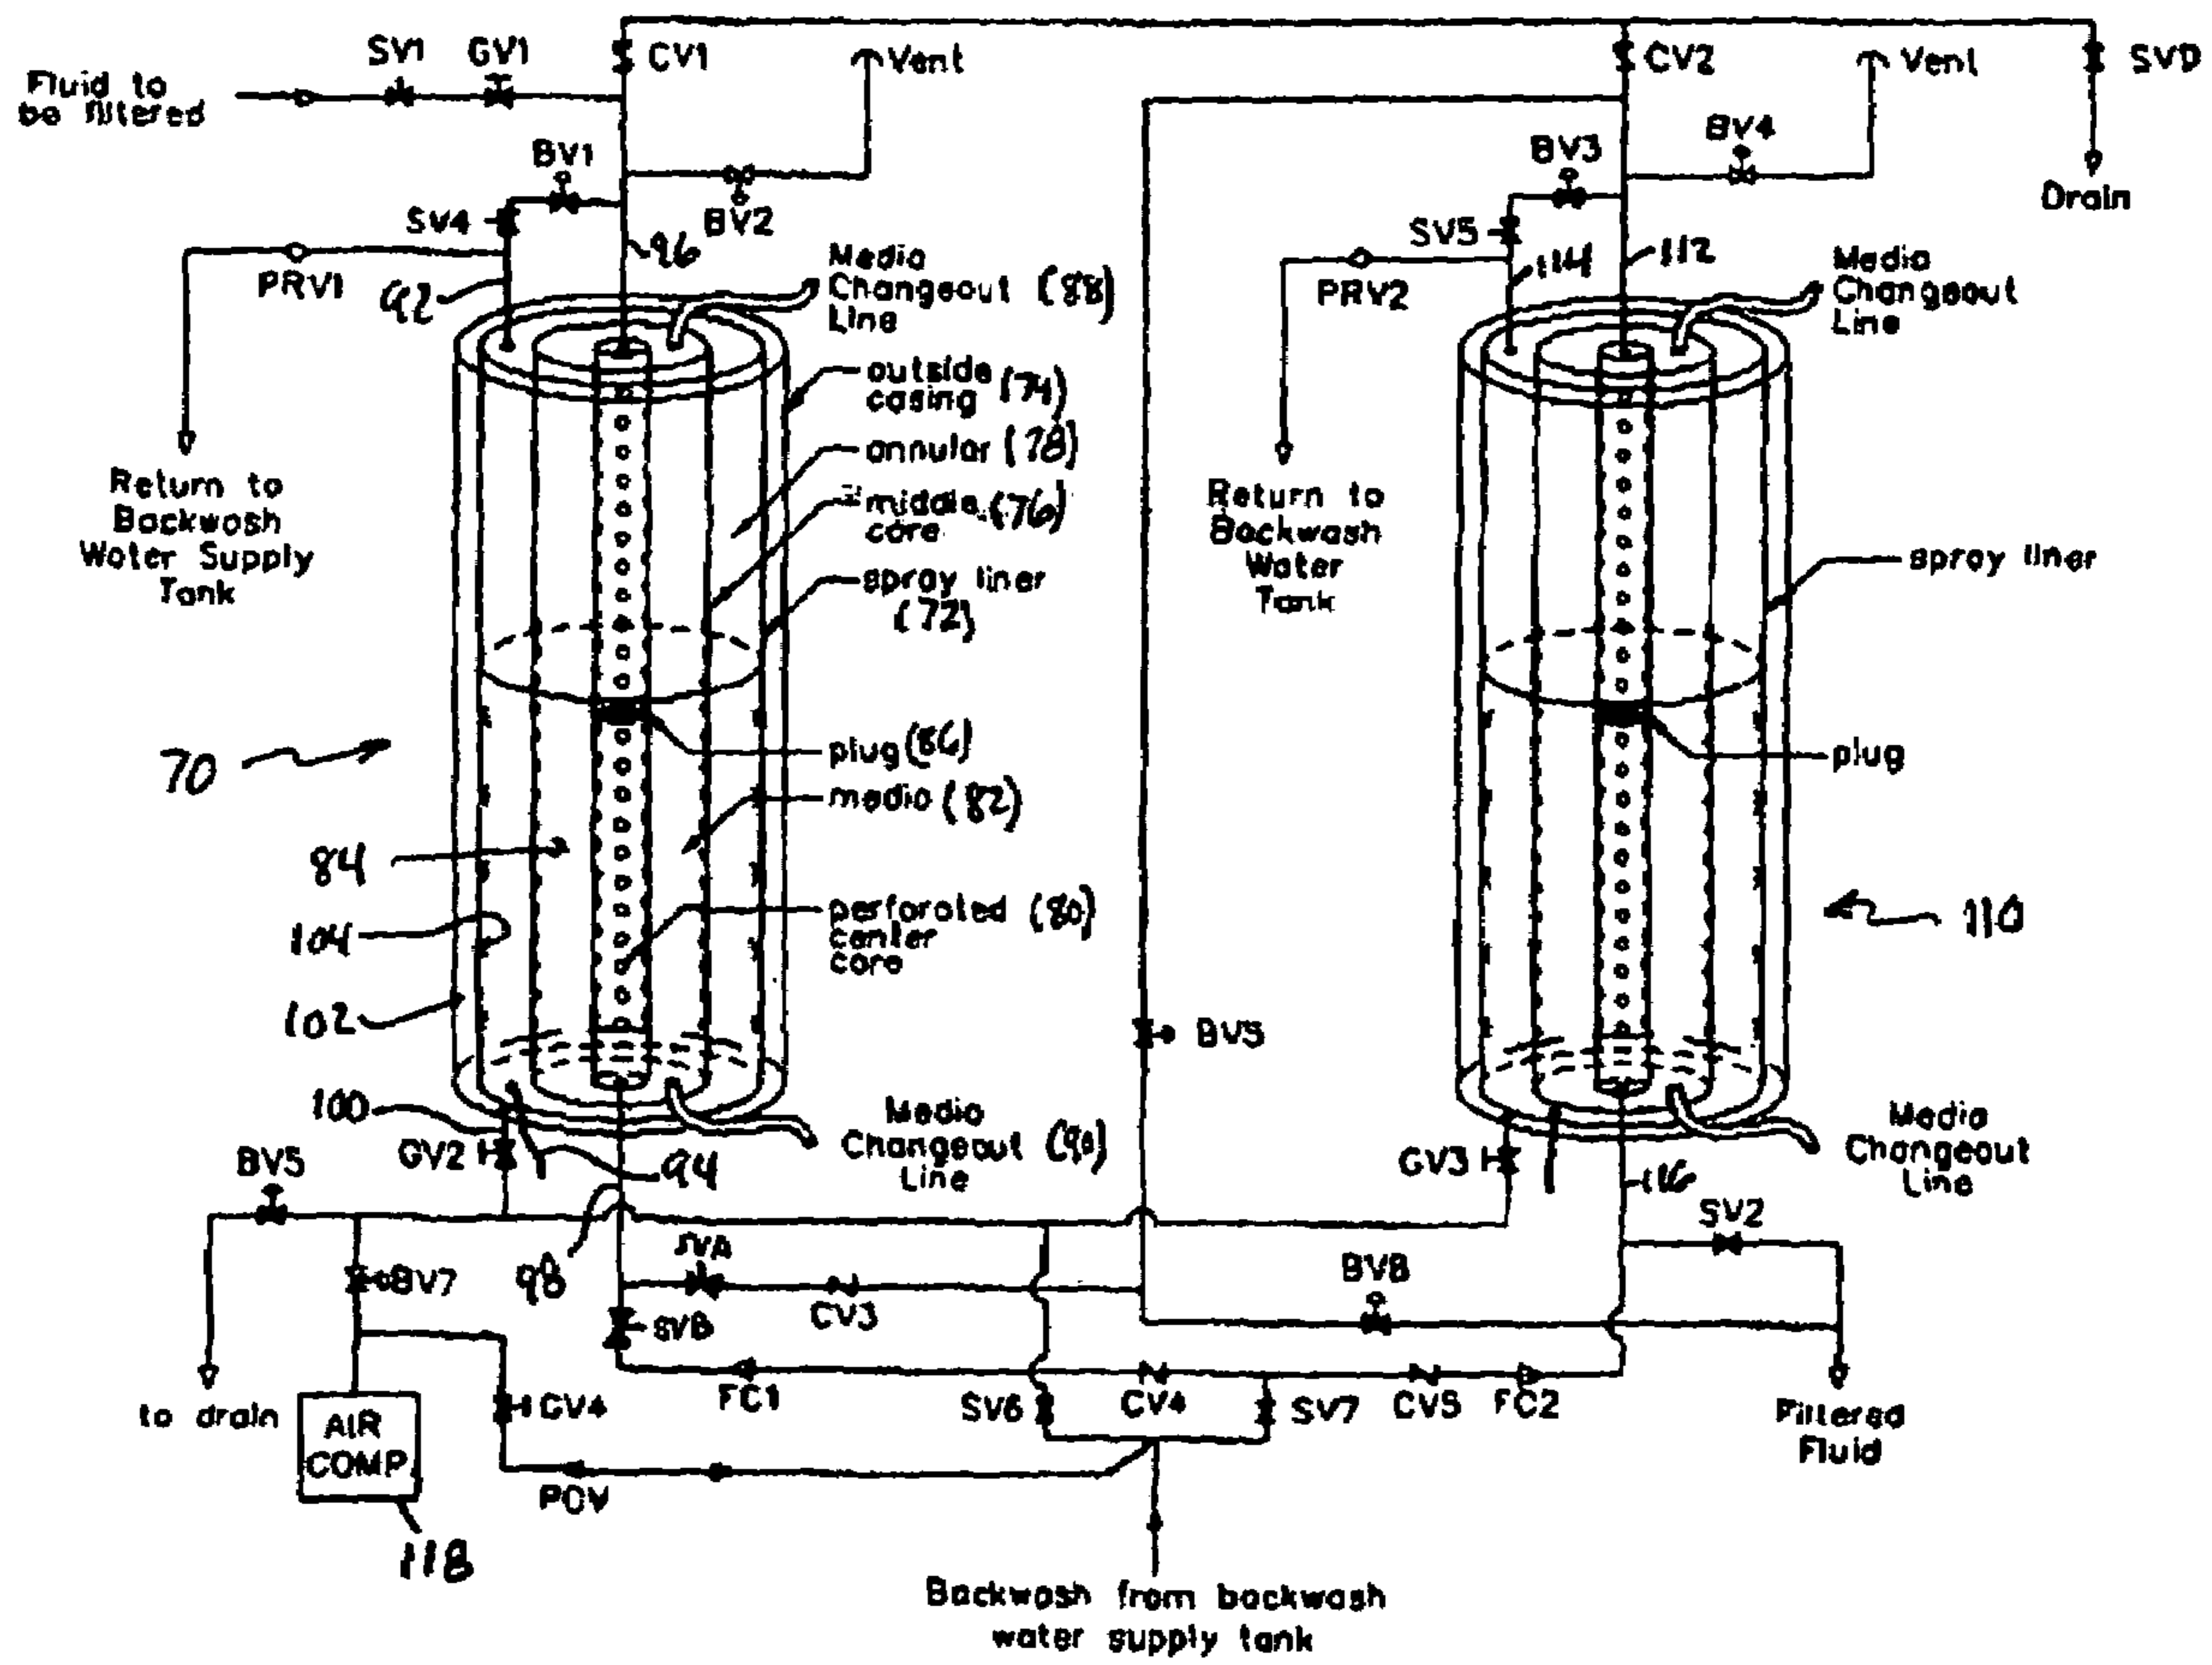 SV1
GV1
CV1
Vent
CV2
Vent
SVD
Fluid to
be filtered
BV1
BV2
BV3
BV4
Drain
SV4
PRV1
92
96
Media
Changeout (88)
Line
SV5
PRV2
114
112
Media
Changeout
Line
outside (74)
casing
annular (78)
middle (76)
core
spray liner
(72)
Return to
Backwash
Water Supply
Tank
Return to
Backwash
Water
Tank
spray liner
70
plug (86)
media (82)
84
perforated (80)
center
core
104
102
plug
110
BV5
100
GV2
94
Media
Changeout (90)
Line
BV5
GV3
116
Media
Changeout
Line
SV2
98
SVA
CV3
BV7
SVB
BV8
FC1
SV6
CV4
SV7
CV5
FC2
to drain
AIR
COMP.
GV4
POV
118
Filtered
Fluid
Backwash from backwash
water supply tank